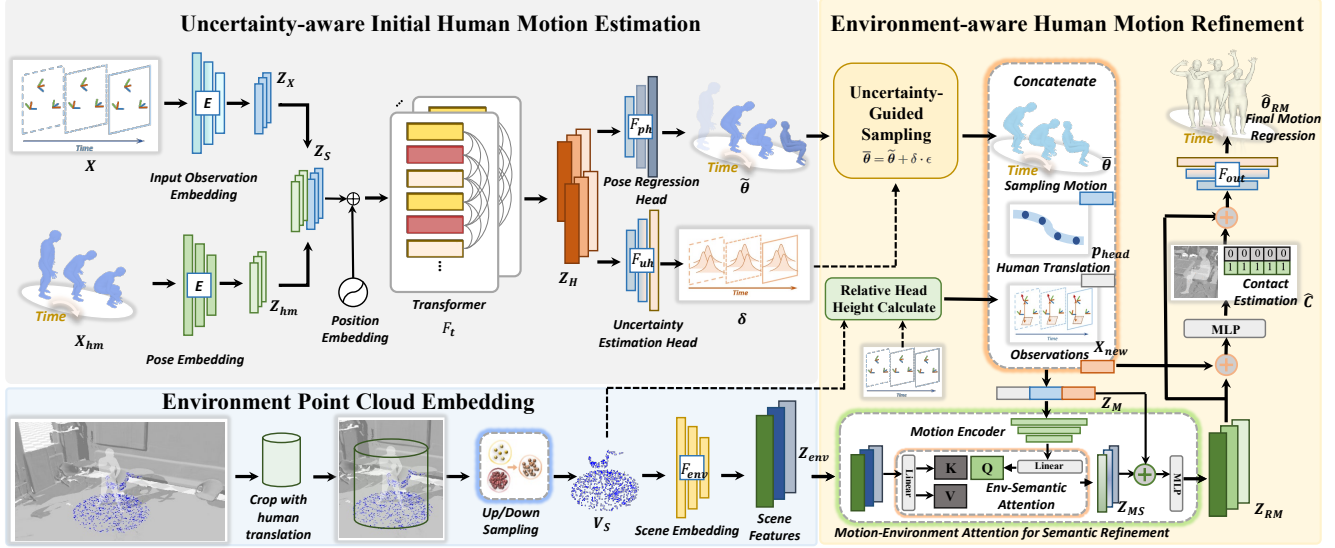 Uncertainty-aware Initial Human Motion Estimation
Time
X
E
Z_X
Input Observation
Embedding
Z_S
Time
X_hm
E
Pose Embedding
Z_hm
Position
Embedding
Transformer
F_t
Z_H
F_ph
Pose Regression
Head
Time
θ̃
F_uh
Uncertainty
Estimation Head
Time
δ
Environment Point Cloud Embedding
Crop with
human
translation
Up/Down
Sampling
V_S
F_env
Scene Embedding
Z_env
Scene
Features
Environment-aware Human Motion Refinement
Uncertainty-
Guided
Sampling
θ̄ = θ̃ + δ · ϵ
Relative Head
Height Calculate
Time
Concatenate
Time
θ̄
Sampling Motion
p_head
Human Translation
Time
Observations
X_new
Z_M
Motion Encoder
Linear
K
Q
V
Linear
Env-Semantic
Attention
Z_MS
MLP
Z_RM
Motion-Environment Attention for Semantic Refinement
Time
θ̂_RM
Final Motion
Regression
F_out
0 0 0 0 0
1 1 1 1 1
Contact
Estimation Ĉ
MLP